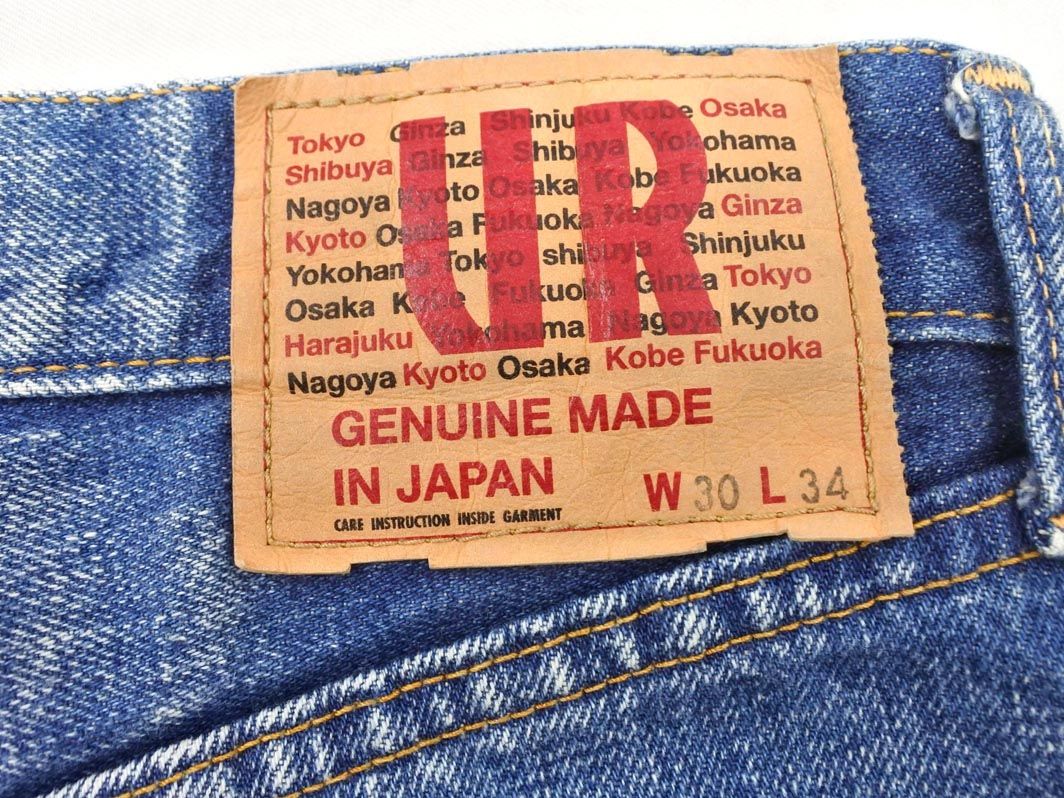 UR
Tokyo Ginza Shinjuku Kobe Osaka
Shibuya Ginza Shibuya Yokohama
Nagoya Kyoto Osaka Kobe Fukuoka
Kyoto Osaka Fukuoka Nagoya Ginza
Yokohama Tokyo shibuya Shinjuku
Osaka Kobe Fukuoka Ginza Tokyo
Harajuku Yokohama Nagoya Kyoto
Nagoya Kyoto Osaka Kobe Fukuoka
GENUINE MADE
IN JAPAN W 30 L 34
CARE INSTRUCTION INSIDE GARMENT